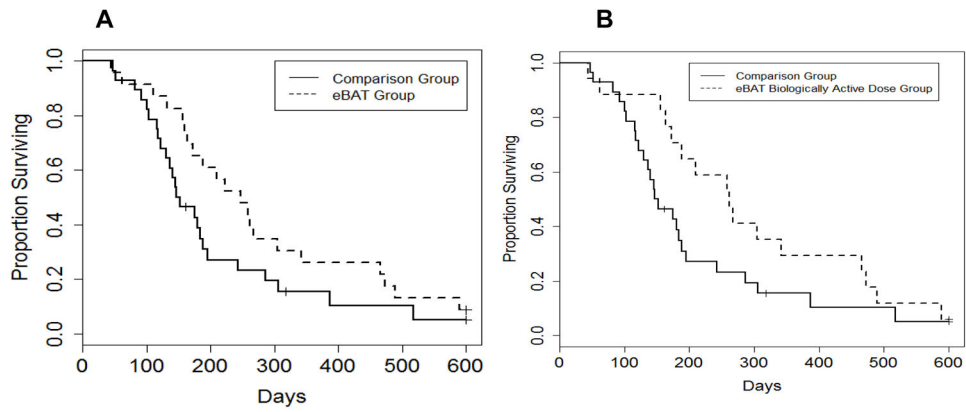 A
Comparison Group
eBAT Group
Proportion Surviving
1.0
0.8
0.6
0.4
0.2
0.0
0 100 200 300 400 500 600
Days
B
Comparison Group
eBAT Biologically Active Dose Group
Proportion Surviving
1.0
0.8
0.6
0.4
0.2
0.0
0 100 200 300 400 500 600
Days